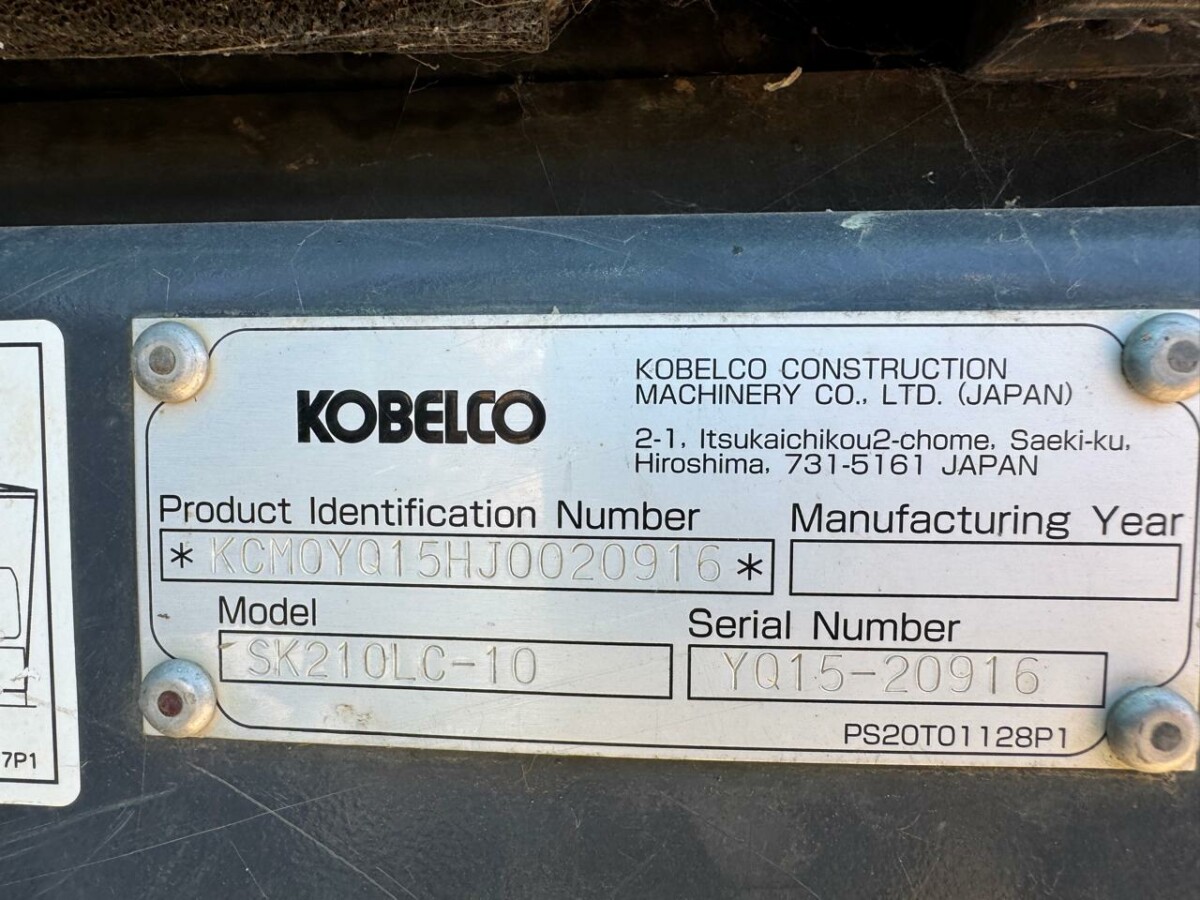 KOBELCO
KOBELCO CONSTRUCTION
MACHINERY CO., LTD. (JAPAN)
2-1, Itsukaichikou2-chome, Saeki-ku,
Hiroshima, 731-5161 JAPAN
Product Identification Number
*KCM0YQ15HJ0020916*
Manufacturing Year
Model
SK210LC-10
Serial Number
YQ15-20916
PS20T01128P1
7P1